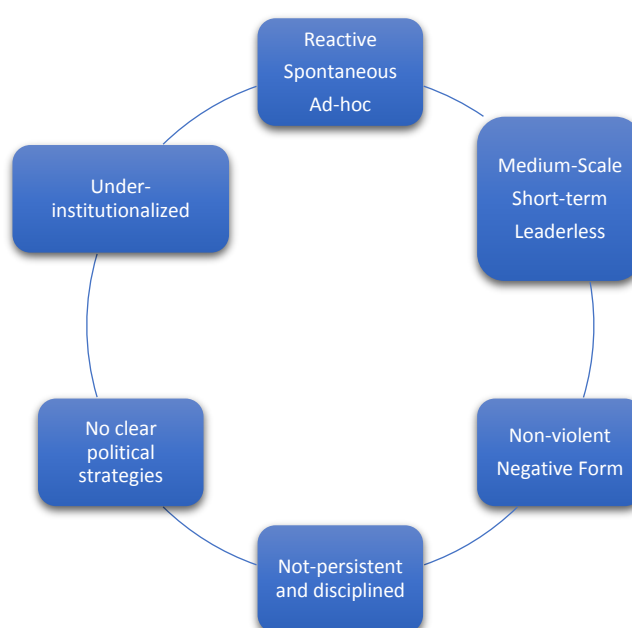 Reactive
Spontaneous
Ad-hoc
Medium-Scale
Short-term
Leaderless
Non-violent
Negative Form
Not-persistent
and disciplined
No clear
political
strategies
Under-
institutionalized